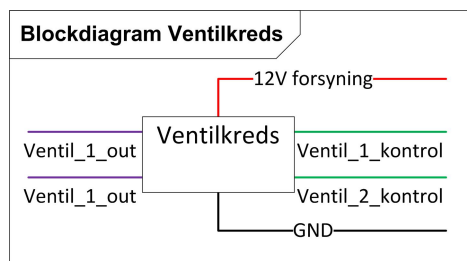 Blockdiagram Ventilkreds
12V forsyning
Ventilkreds
Ventil_1_out
Ventil_1_kontrol
Ventil_1_out
Ventil_2_kontrol
GND